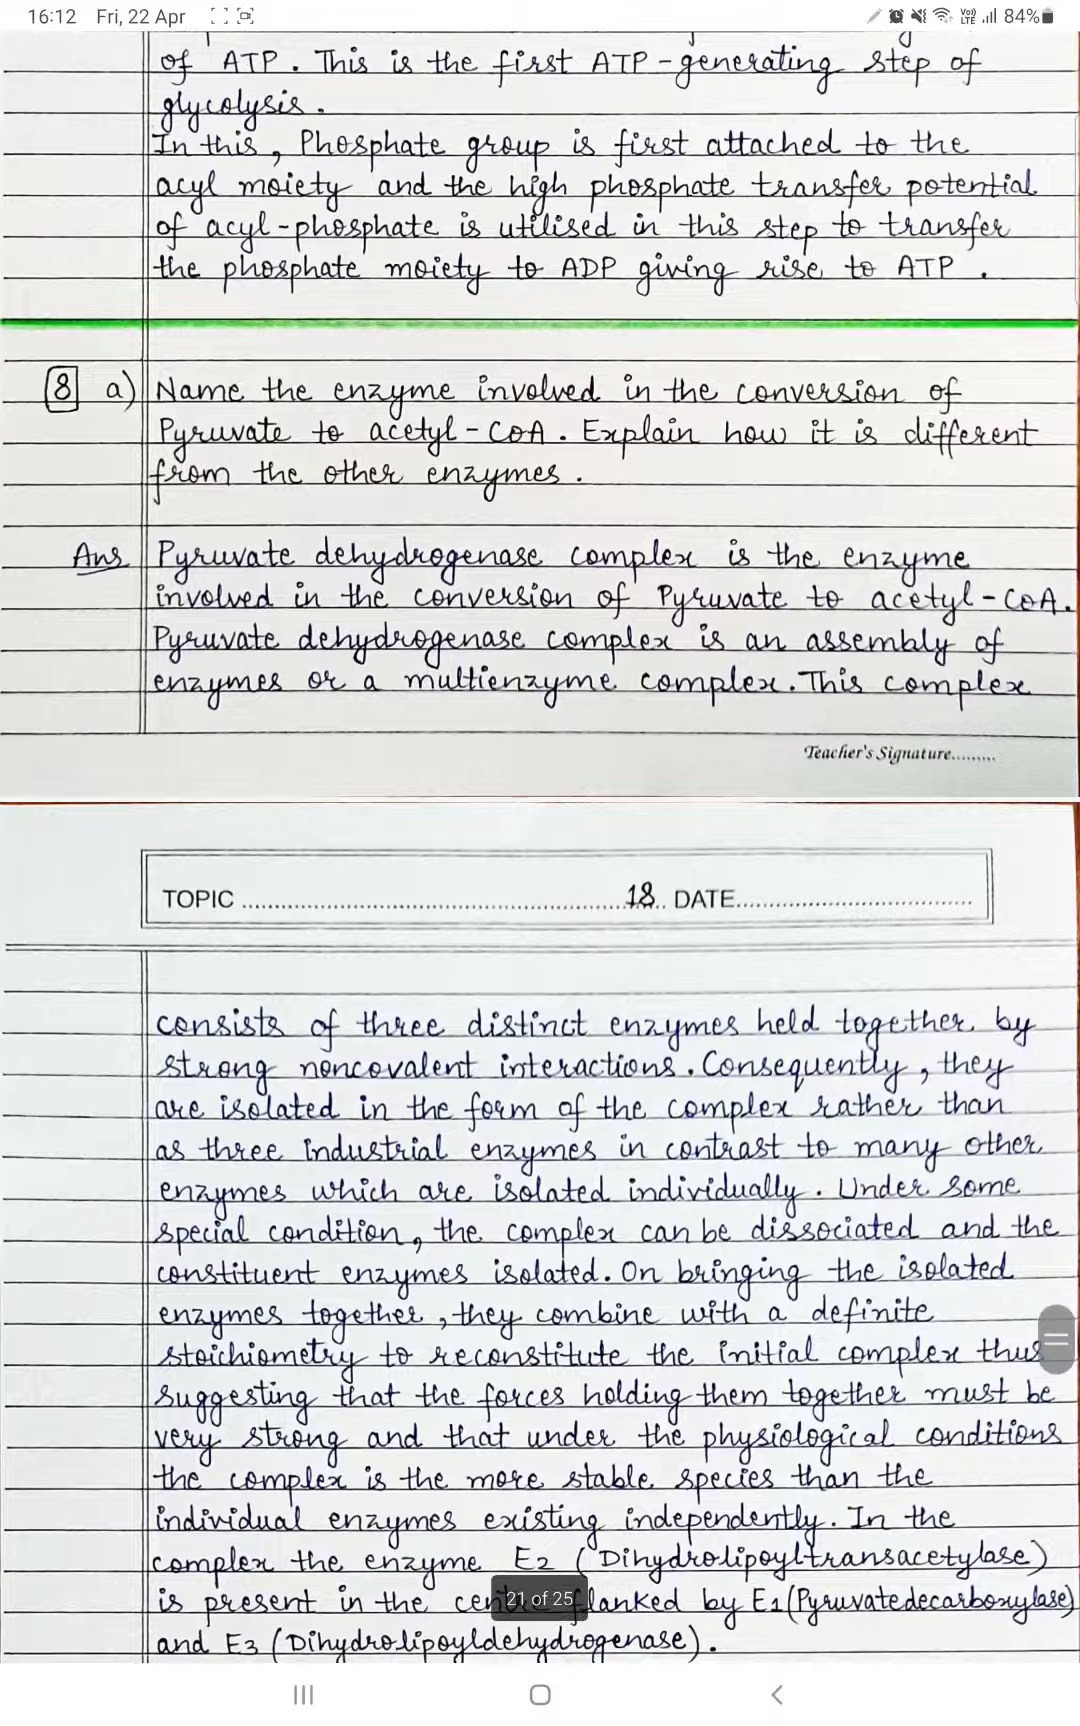 16:12 Fri, 22 Apr 84%
of ATP. This is the first ATP-generating step of
glycolysis.
In this, Phosphate group is first attached to the
acyl moiety and the high phosphate transfer potential
of acyl-phosphate is utilised in this step to transfer
the phosphate moiety to ADP giving rise to ATP.
8 a) Name the enzyme involved in the conversion of
Pyruvate to acetyl-CoA. Explain how it is different
from the other enzymes.
Ans Pyruvate dehydrogenase complex is the enzyme
involved in the conversion of Pyruvate to acetyl-CoA.
Pyruvate dehydrogenase complex is an assembly of
enzymes or a multienzyme complex. This complex
Teacher's Signature.........
TOPIC ........................................................ 18.. DATE...................................
consists of three distinct enzymes held together by
strong noncovalent interactions. Consequently, they
are isolated in the form of the complex rather than
as three industrial enzymes in contrast to many other
enzymes which are isolated individually. Under some
special condition, the complex can be dissociated and the
constituent enzymes isolated. On bringing the isolated
enzymes together, they combine with a definite
stoichiometry to reconstitute the initial complex thus
suggesting that the forces holding them together must be
very strong and that under the physiological conditions
the complex is the more stable species than the
individual enzymes existing independently. In the
complex the enzyme E2 (Dihydrolipoyltransacetylase)
is present in the centre flanked by E1 (Pyruvatedecarboxylase)
21 of 25
and E3 (Dihydrolipoyldehydrogenase).